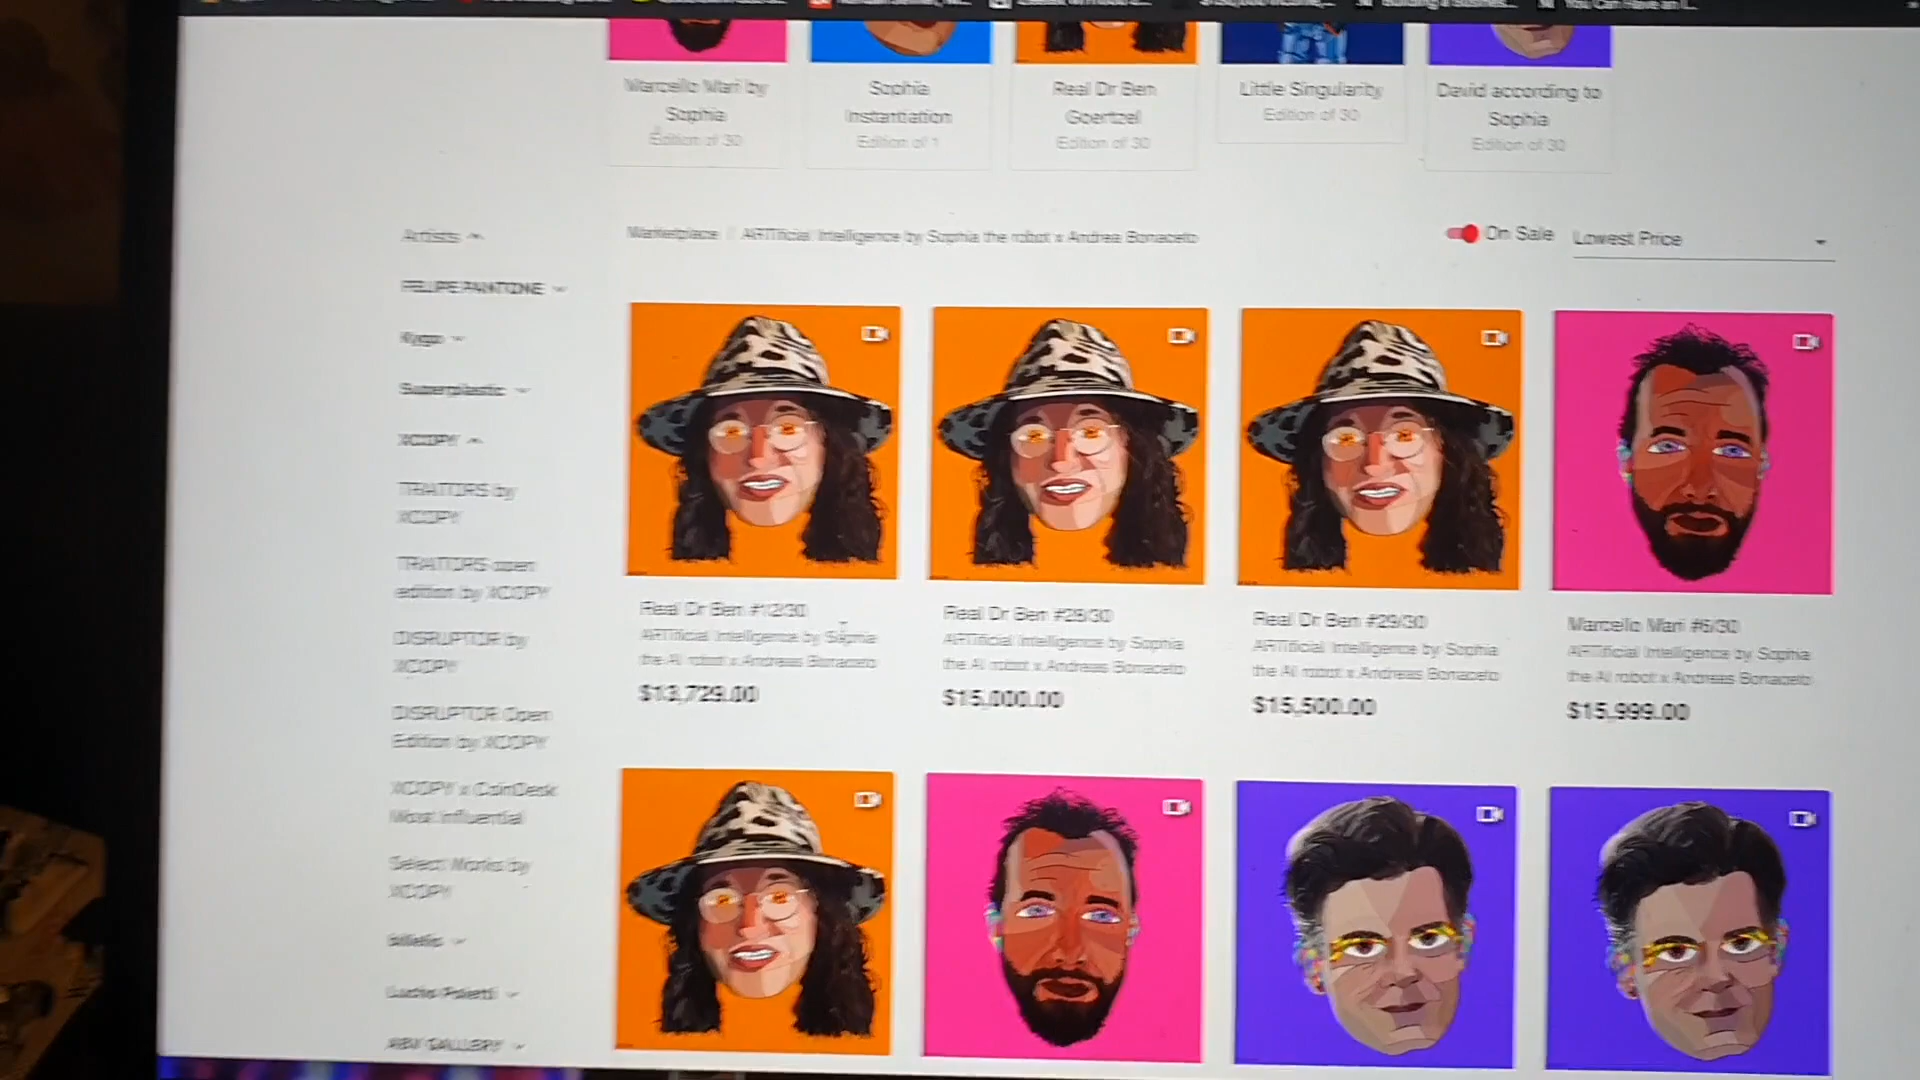 Marcello Mari by
Sophia
Edition of 30
Sophia
Instantiation
Edition of 1
Real Dr Ben
Goertzel
Edition of 30
Little Singularity
Edition of 30
David according to
Sophia
Edition of 30
Artists
FELIPE PANTONE
Kygo
Superplastic
XCOPY
TRAITORS by
XCOPY
TRAITORS open
edition by XCOPY
DISRUPTOR by
XCOPY
DISRUPTOR Open
Edition by XCOPY
XCOPY x CoinDesk
Most Influential
Select Works by
XCOPY
ABV GALLERY
Marketplace / ARTificial Intelligence by Sophia the robot x Andrea Bonaceto
On Sale
Lowest Price
Real Dr Ben #12/30
ARTificial Intelligence by Sophia
the AI robot x Andreas Bonaceto
$13,729.00
Real Dr Ben #28/30
ARTificial Intelligence by Sophia
the AI robot x Andreas Bonaceto
$15,000.00
Real Dr Ben #29/30
ARTificial Intelligence by Sophia
the AI robot x Andreas Bonaceto
$15,500.00
Marcello Mari #6/30
ARTificial Intelligence by Sophia
the AI robot x Andreas Bonaceto
$15,999.00